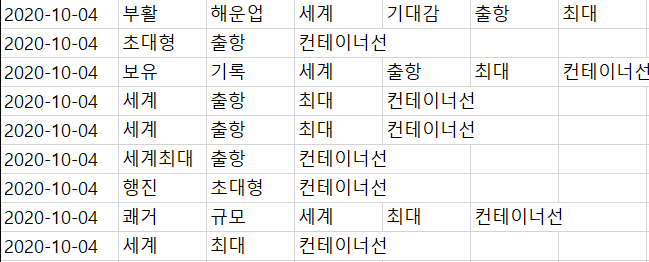 2020-10-04 부활 해운업 세계 기대감 출항 최대
2020-10-04 초대형 출항 컨테이너선
2020-10-04 보유 기록 세계 출항 최대 컨테이너선
2020-10-04 세계 출항 최대 컨테이너선
2020-10-04 세계 출항 최대 컨테이너선
2020-10-04 세계최대 출항 컨테이너선
2020-10-04 행진 초대형 컨테이너선
2020-10-04 쾌거 규모 세계 최대 컨테이너선
2020-10-04 세계 최대 컨테이너선